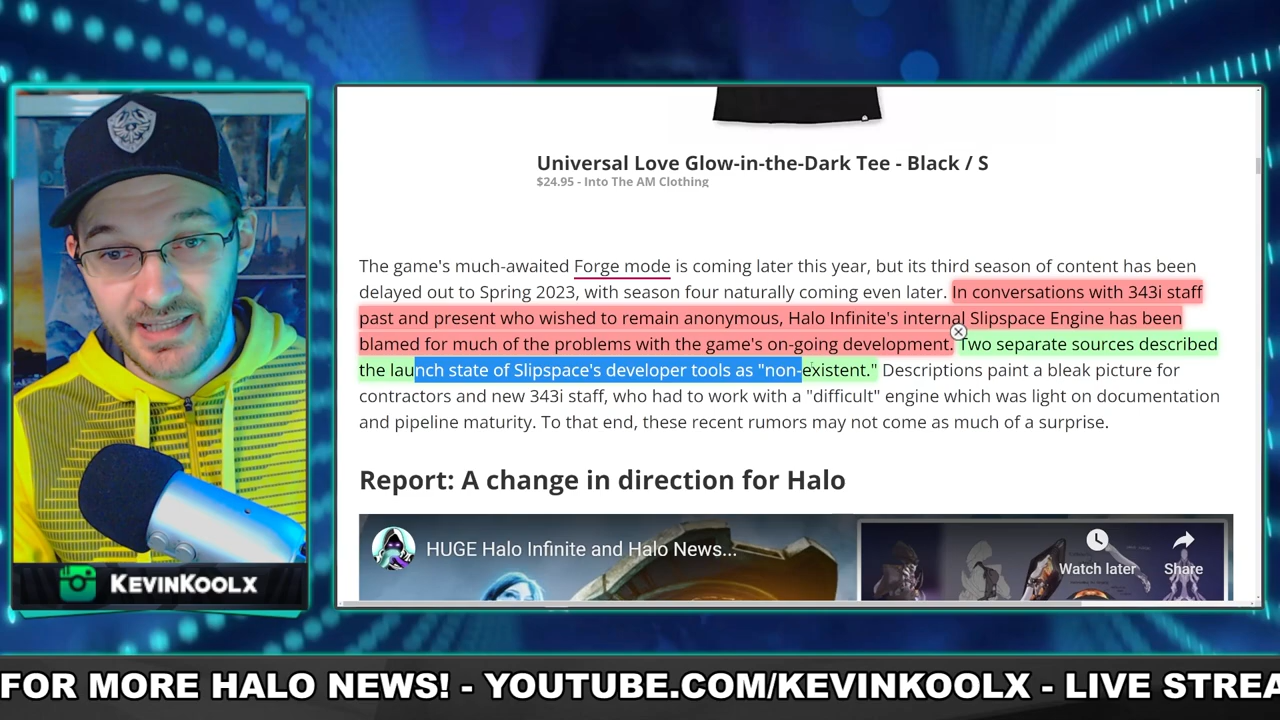 Universal Love Glow-in-the-Dark Tee - Black / S
$24.95 - Into The AM Clothing
The game's much-awaited Forge mode is coming later this year, but its third season of content has been
delayed out to Spring 2023, with season four naturally coming even later. In conversations with 343i staff
past and present who wished to remain anonymous, Halo Infinite's internal Slipspace Engine has been
blamed for much of the problems with the game's on-going development. Two separate sources described
the launch state of Slipspace's developer tools as "non-existent." Descriptions paint a bleak picture for
contractors and new 343i staff, who had to work with a "difficult" engine which was light on documentation
and pipeline maturity. To that end, these recent rumors may not come as much of a surprise.
Report: A change in direction for Halo
HUGE Halo Infinite and Halo News...
Watch later
Share
KEVINKOOLX
FOR MORE HALO NEWS! - YOUTUBE.COM/KEVINKOOLX - LIVE STREA